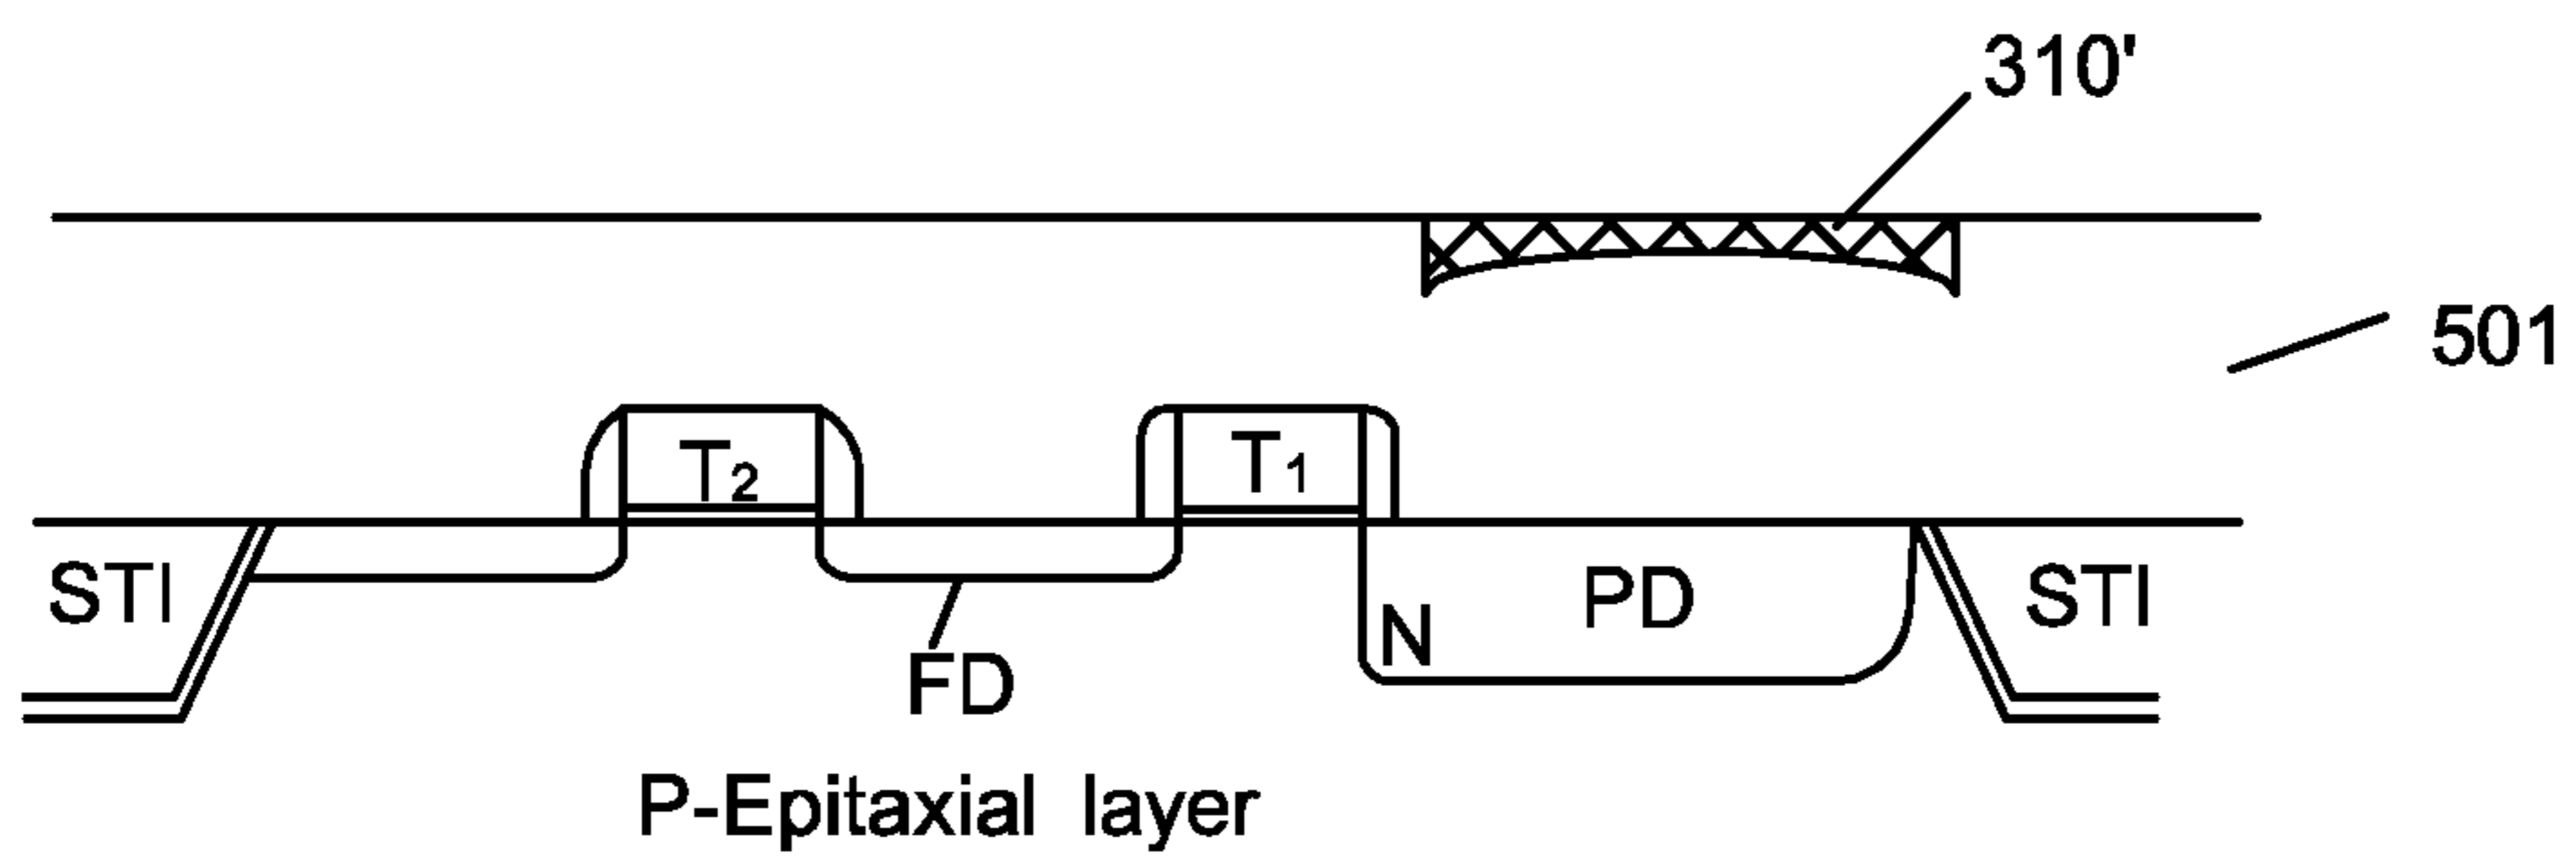 310'
501
T2
T1
STI
PD
STI
N
FD
P-Epitaxial layer